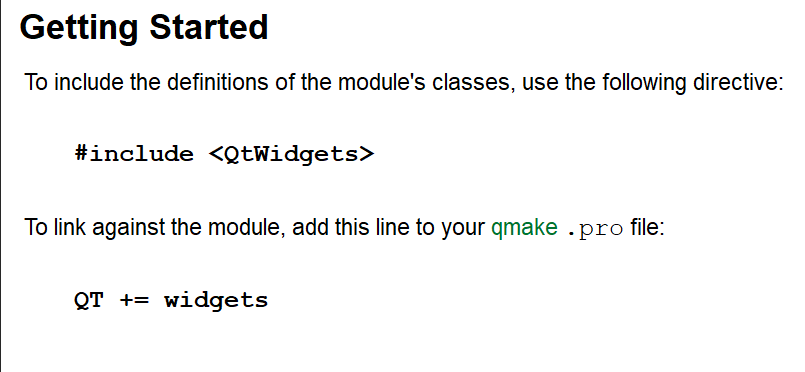 Getting Started
To include the definitions of the module's classes, use the following directive:
#include <QtWidgets>
To link against the module, add this line to your qmake .pro file:
QT += widgets